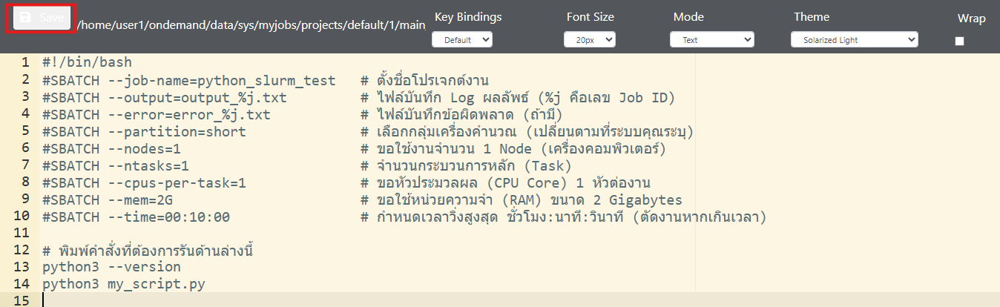 Save
/home/user1/ondemand/data/sys/myjobs/projects/default/1/main
Key Bindings
Default
Font Size
20px
Mode
Text
Theme
Solarized Light
Wrap
1 #!/bin/bash
2 #SBATCH --job-name=python_slurm_test # ตั้งชื่อโปรเจกต์งาน
3 #SBATCH --output=output_%j.txt # ไฟล์บันทึก Log ผลลัพธ์ (%j คือเลข Job ID)
4 #SBATCH --error=error_%j.txt # ไฟล์บันทึกข้อผิดพลาด (ถ้ามี)
5 #SBATCH --partition=short # เลือกกลุ่มเครื่องคำนวณ (เปลี่ยนตามที่ระบบคุณระบุ)
6 #SBATCH --nodes=1 # ขอใช้งานจำนวน 1 Node (เครื่องคอมพิวเตอร์)
7 #SBATCH --ntasks=1 # จำนวนกระบวนการหลัก (Task)
8 #SBATCH --cpus-per-task=1 # ขอหัวประมวลผล (CPU Core) 1 หัวต่องาน
9 #SBATCH --mem=2G # ขอใช้หน่วยความจำ (RAM) ขนาด 2 Gigabytes
10 #SBATCH --time=00:10:00 # กำหนดเวลาวิ่งสูงสุด ชั่วโมง:นาที:วินาที (ตัดงานหากเกินเวลา)
11
12 # พิมพ์คำสั่งที่ต้องการรันด้านล่างนี้
13 python3 --version
14 python3 my_script.py
15